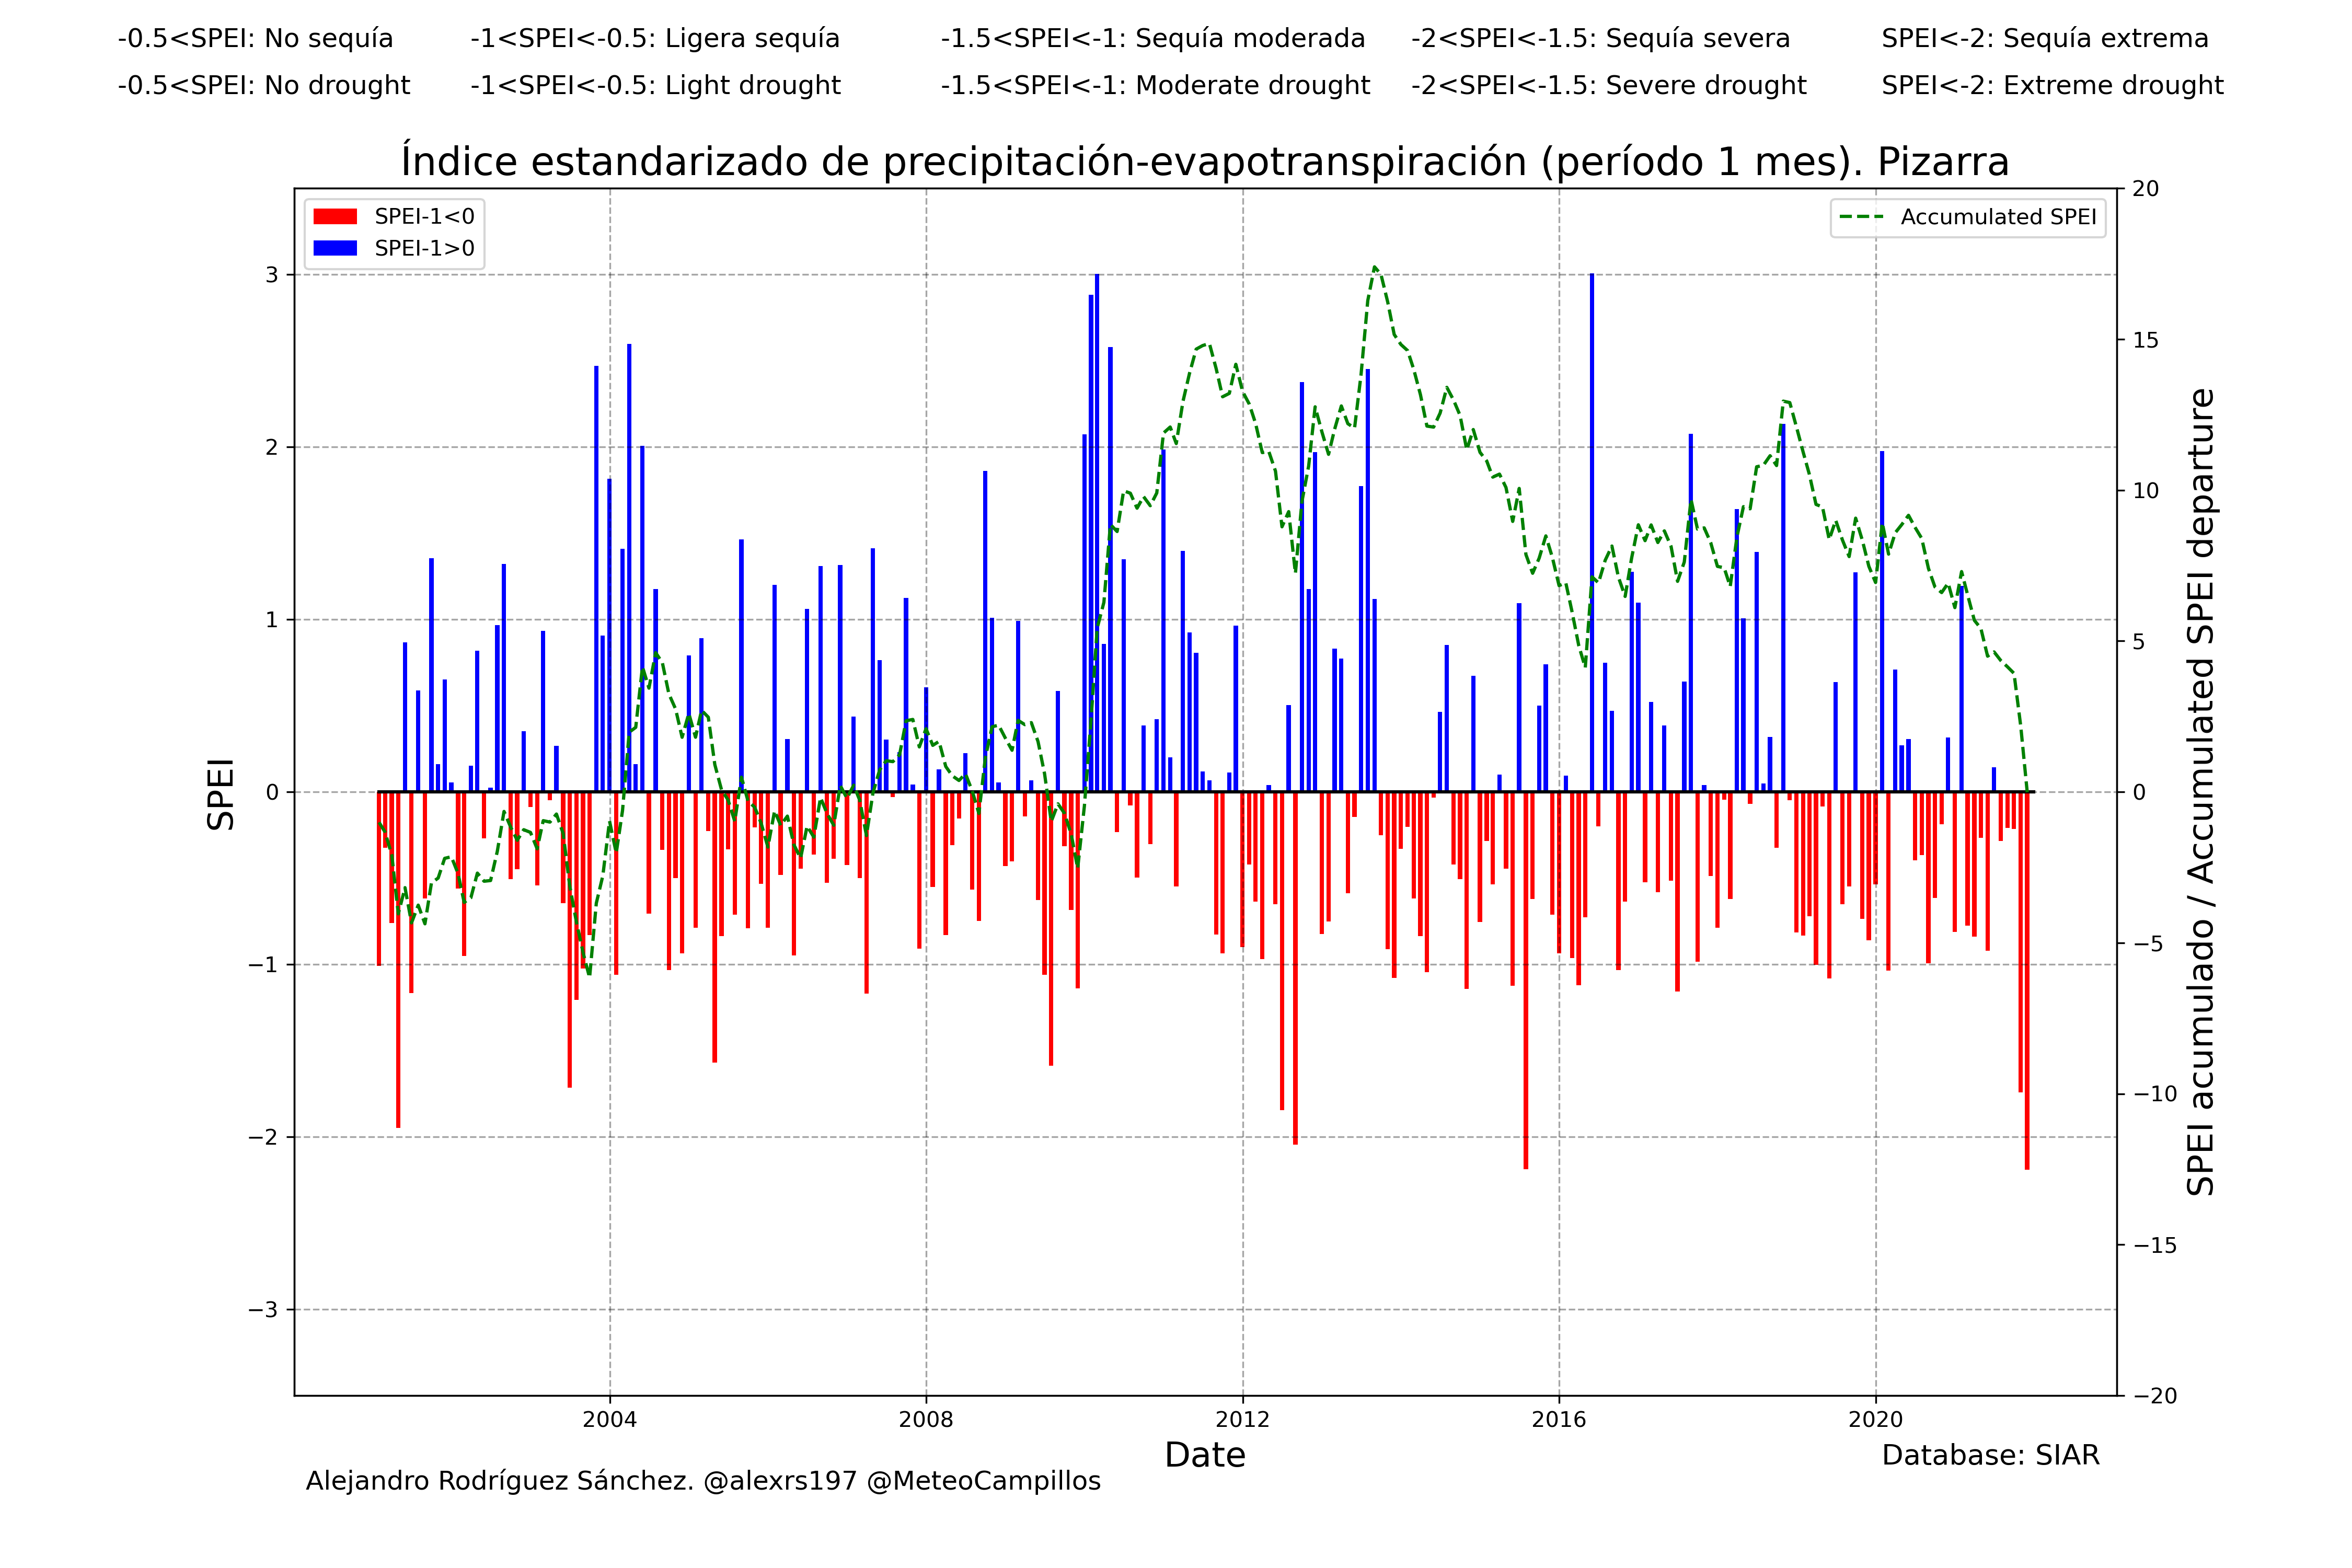 -0.5<SPEI: No sequía
-1<SPEI<-0.5: Ligera sequía
-1.5<SPEI<-1: Sequía moderada
-2<SPEI<-1.5: Sequía severa
SPEI<-2: Sequía extrema
-0.5<SPEI: No drought
-1<SPEI<-0.5: Light drought
-1.5<SPEI<-1: Moderate drought
-2<SPEI<-1.5: Severe drought
SPEI<-2: Extreme drought
Índice estandarizado de precipitación-evapotranspiración (período 1 mes). Pizarra
SPEI-1<0
SPEI-1>0
Accumulated SPEI
SPEI
3
2
1
0
−1
−2
−3
20
15
10
5
0
−5
−10
−15
−20
SPEI acumulado / Accumulated SPEI departure
2004
2008
2012
2016
2020
Date
Database: SIAR
Alejandro Rodríguez Sánchez. @alexrs197 @MeteoCampillos